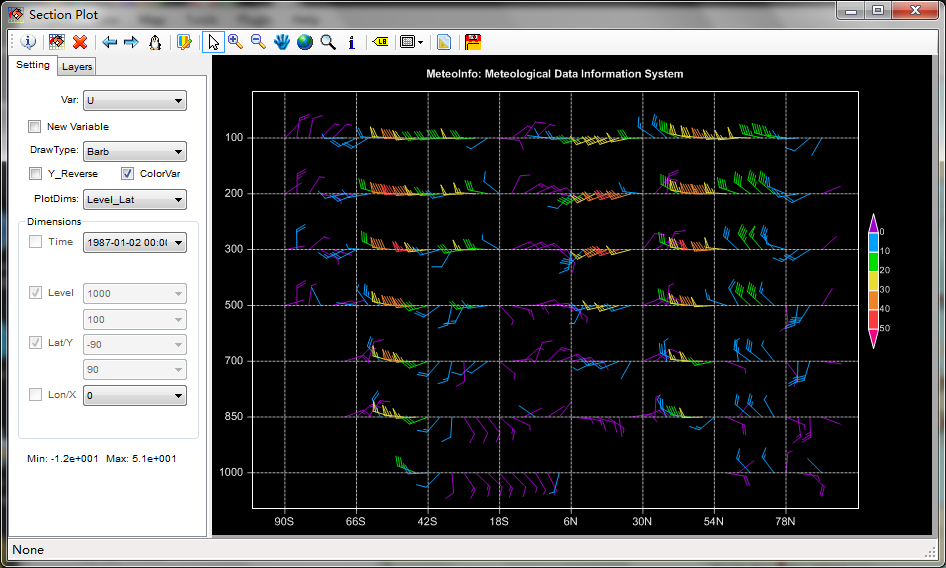 Section Plot
LB
Setting
Layers
Var:
U
New Variable
DrawType:
Barb
Y_Reverse
ColorVar
PlotDims:
Level_Lat
Dimensions
Time
1987-01-02 00:0
Level
1000
100
Lat/Y
-90
90
Lon/X
0
Min: -1.2e+001 Max: 5.1e+001
MeteoInfo: Meteological Data Information System
100
200
300
500
700
850
1000
90S
66S
42S
18S
6N
30N
54N
78N
0
10
20
30
40
50
None